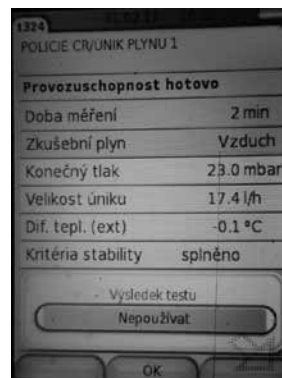 t324
POLICIE CR/UNIK PLYNU 1
Provozuschopnost hotovo
Doba měření 2 min
Zkušební plyn Vzduch
Konečný tlak 23.0 mbar
Velikost úniku 17.4 l/h
Dif. tepl. (ext) -0.1 °C
Kritéria stability splněno
Výsledek testu
Nepoužívat
OK